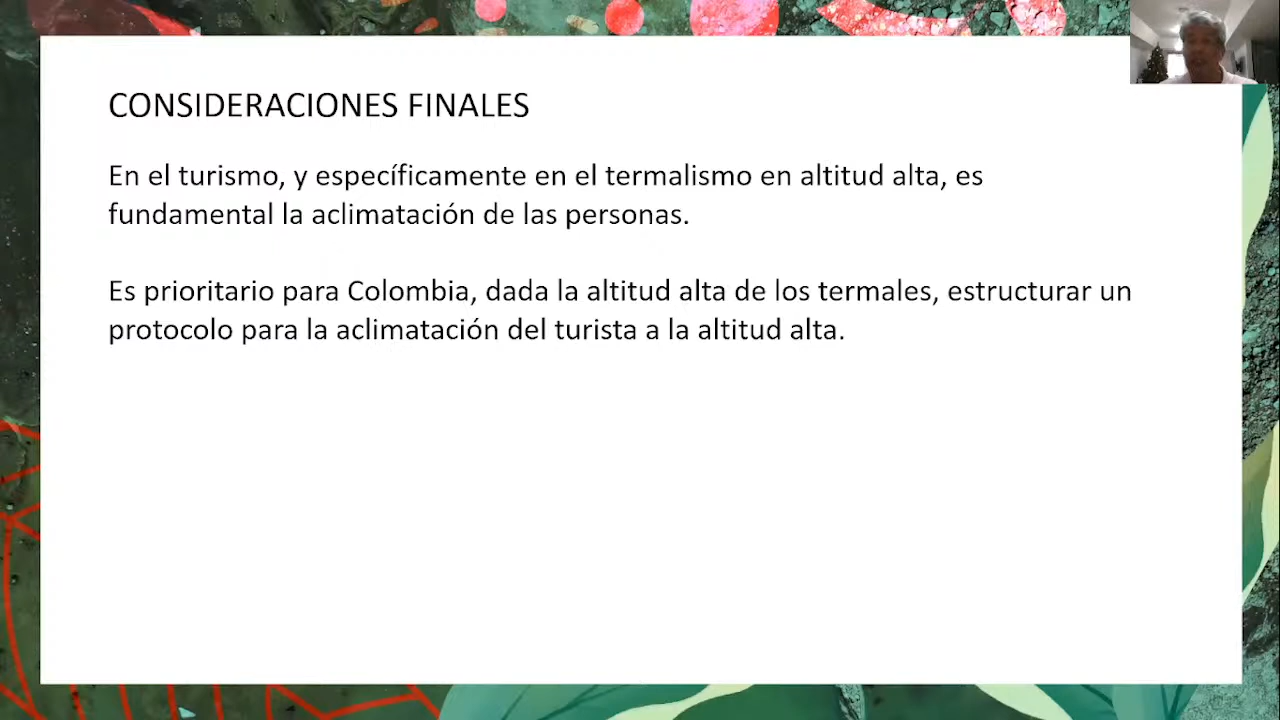 CONSIDERACIONES FINALES
En el turismo, y específicamente en el termalismo en altitud alta, es
fundamental la aclimatación de las personas.
Es prioritario para Colombia, dada la altitud alta de los termales, estructurar un
protocolo para la aclimatación del turista a la altitud alta.